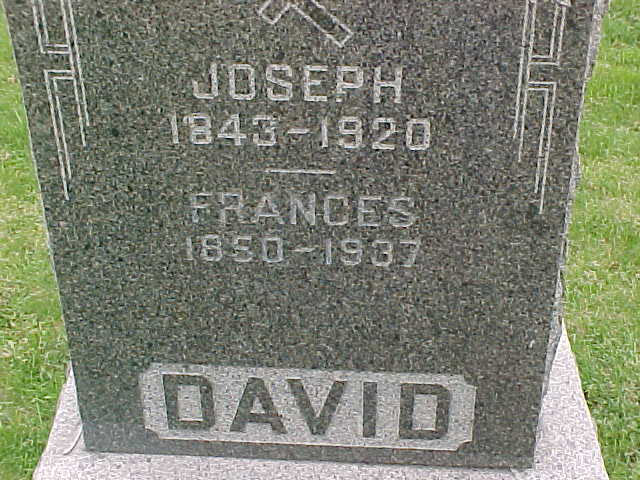 JOSEPH
1843-1920
FRANCES
1850-1937
DAVID